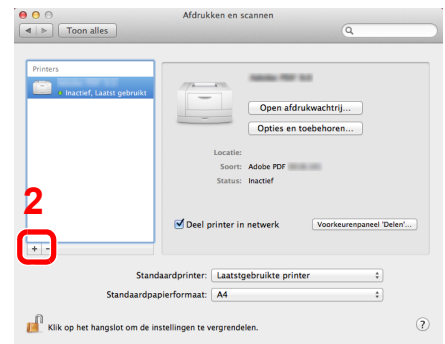 Afdrukken en scannen
Toon alles
Printers
Inactief, Laatst gebruikt
Open afdrukwachtrij...
Opties en toebehoren...
Locatie:
Soort: Adobe PDF
Status: Inactief
2
Deel printer in netwerk
Voorkeurenpaneel 'Delen'...
+ -
Standaardprinter: Laatstgebruikte printer
Standaardpapierformaat: A4
Klik op het hangslot om de instellingen te vergrendelen.
?